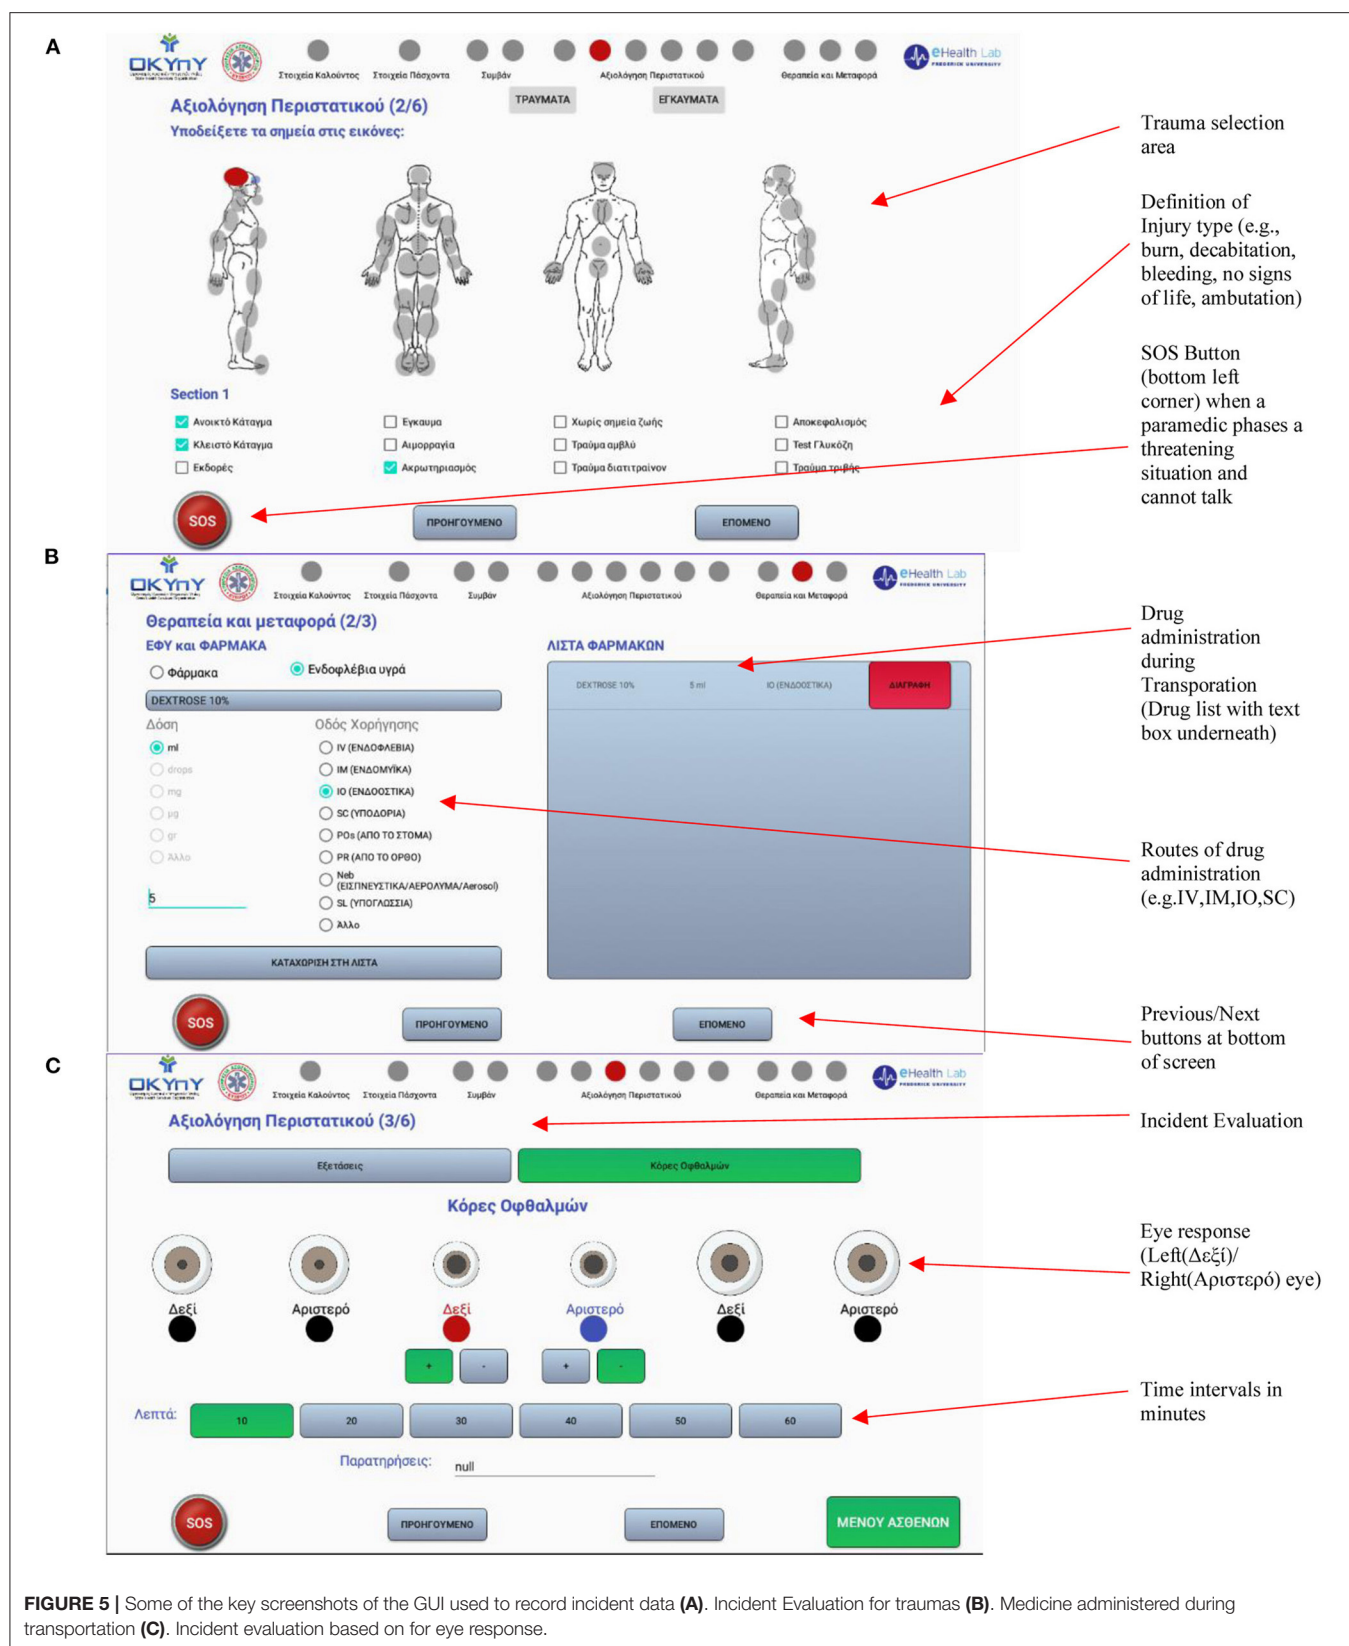 A
ΟΚΥπΥ
Στοιχεία Καλούντος
Στοιχεία Πάσχοντα
Συμβάν
Αξιολόγηση Περιστατικού
Θεραπεία και Μεταφορά
eHealth Lab
FREDERICK UNIVERSITY
Αξιολόγηση Περιστατικού (2/6)
ΤΡΑΥΜΑΤΑ
ΕΓΚΑΥΜΑΤΑ
Υποδείξετε τα σημεία στις εικόνες:
Trauma selection
area
Definition of
Injury type (e.g.,
burn, decabitation,
bleeding, no signs
of life, ambutation)
SOS Button
(bottom left
corner) when a
paramedic phases a
threatening
situation and
cannot talk
Section 1
Ανοικτό Κάταγμα
Εγκαυμα
Χωρίς σημεία ζωής
Αποκεφαλισμός
Κλειστό Κάταγμα
Αιμορραγία
Τραύμα αμβλύ
Test Γλυκόζη
Εκδορές
Ακρωτηριασμός
Τραύμα διατιτραίνον
Τραύμα τριβής
SOS
ΠΡΟΗΓΟΥΜΕΝΟ
ΕΠΟΜΕΝΟ
B
ΟΚΥπΥ
Στοιχεία Καλούντος
Στοιχεία Πάσχοντα
Συμβάν
Αξιολόγηση Περιστατικού
Θεραπεία και Μεταφορά
eHealth Lab
FREDERICK UNIVERSITY
Θεραπεία και μεταφορά (2/3)
ΕΦΥ και ΦΑΡΜΑΚΑ
ΛΙΣΤΑ ΦΑΡΜΑΚΩΝ
Φάρμακα
Ενδοφλέβια υγρά
DEXTROSE 10%
5 ml
ΙΟ (ΕΝΔΟΟΣΤΙΚΑ)
ΔΙΑΓΡΑΦΗ
DEXTROSE 10%
Δόση
Οδός Χορήγησης
ml
IV (ΕΝΔΟΦΛΕΒΙΑ)
drops
IM (ΕΝΔΟΜΥΪΚΑ)
mg
IO (ΕΝΔΟΟΣΤΙΚΑ)
μg
SC (ΥΠΟΔΟΡΙΑ)
gr
POs (ΑΠΟ ΤΟ ΣΤΟΜΑ)
Άλλο
PR (ΑΠΟ ΤΟ ΟΡΘΟ)
Neb
(ΕΙΣΠΝΕΥΣΤΙΚΑ/ΑΕΡΟΛΥΜΑ/Aerosol)
5
SL (ΥΠΟΓΛΩΣΣΙΑ)
Άλλο
ΚΑΤΑΧΩΡΙΣΗ ΣΤΗ ΛΙΣΤΑ
SOS
ΠΡΟΗΓΟΥΜΕΝΟ
ΕΠΟΜΕΝΟ
Drug
administration
during
Transporation
(Drug list with text
box underneath)
Routes of drug
administration
(e.g.IV,IM,IO,SC)
Previous/Next
buttons at bottom
of screen
C
ΟΚΥπΥ
Στοιχεία Καλούντος
Στοιχεία Πάσχοντα
Συμβάν
Αξιολόγηση Περιστατικού
Θεραπεία και Μεταφορά
eHealth Lab
FREDERICK UNIVERSITY
Αξιολόγηση Περιστατικού (3/6)
Incident Evaluation
Εξετάσεις
Κόρες Οφθαλμών
Κόρες Οφθαλμών
Δεξί
Αριστερό
Δεξί
Αριστερό
Δεξί
Αριστερό
Eye response
(Left(Δεξί)/
Right(Αριστερό) eye)
+
-
+
-
Λεπτά:
10
20
30
40
50
60
Time intervals in
minutes
Παρατηρήσεις:
null
SOS
ΠΡΟΗΓΟΥΜΕΝΟ
ΕΠΟΜΕΝΟ
ΜΕΝΟΥ ΑΣΘΕΝΩΝ
FIGURE 5 | Some of the key screenshots of the GUI used to record incident data (A). Incident Evaluation for traumas (B). Medicine administered during
transportation (C). Incident evaluation based on for eye response.